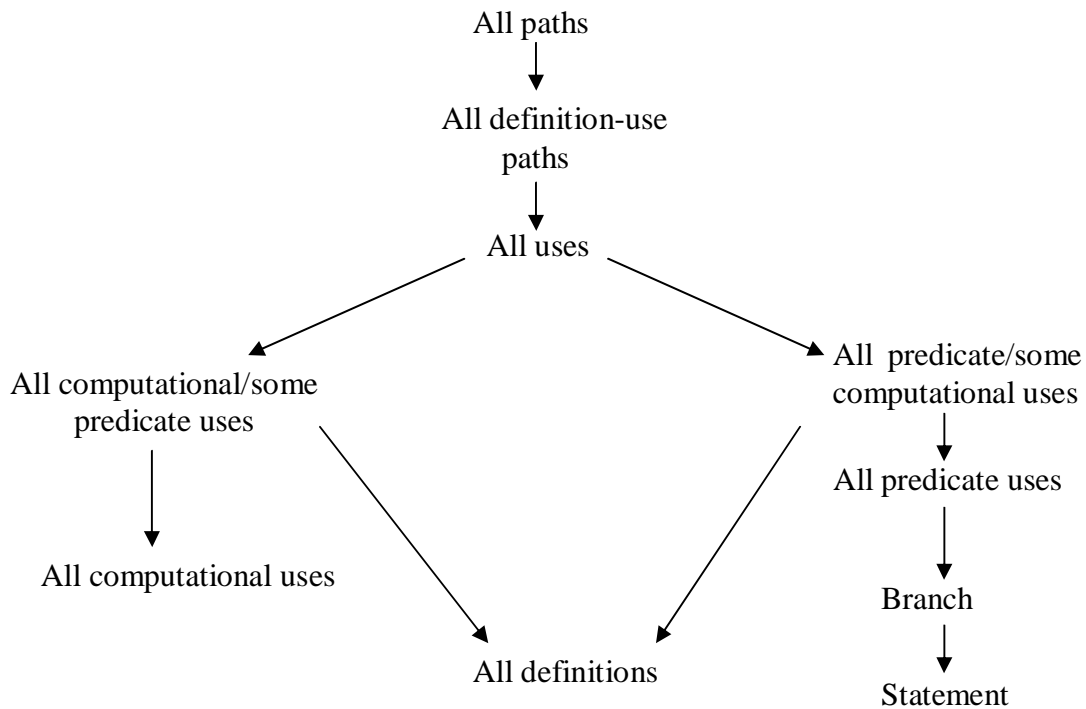 All paths
All definition-use
paths
All uses
All computational/some
predicate uses
All predicate/some
computational uses
All predicate uses
All computational uses
Branch
All definitions
Statement